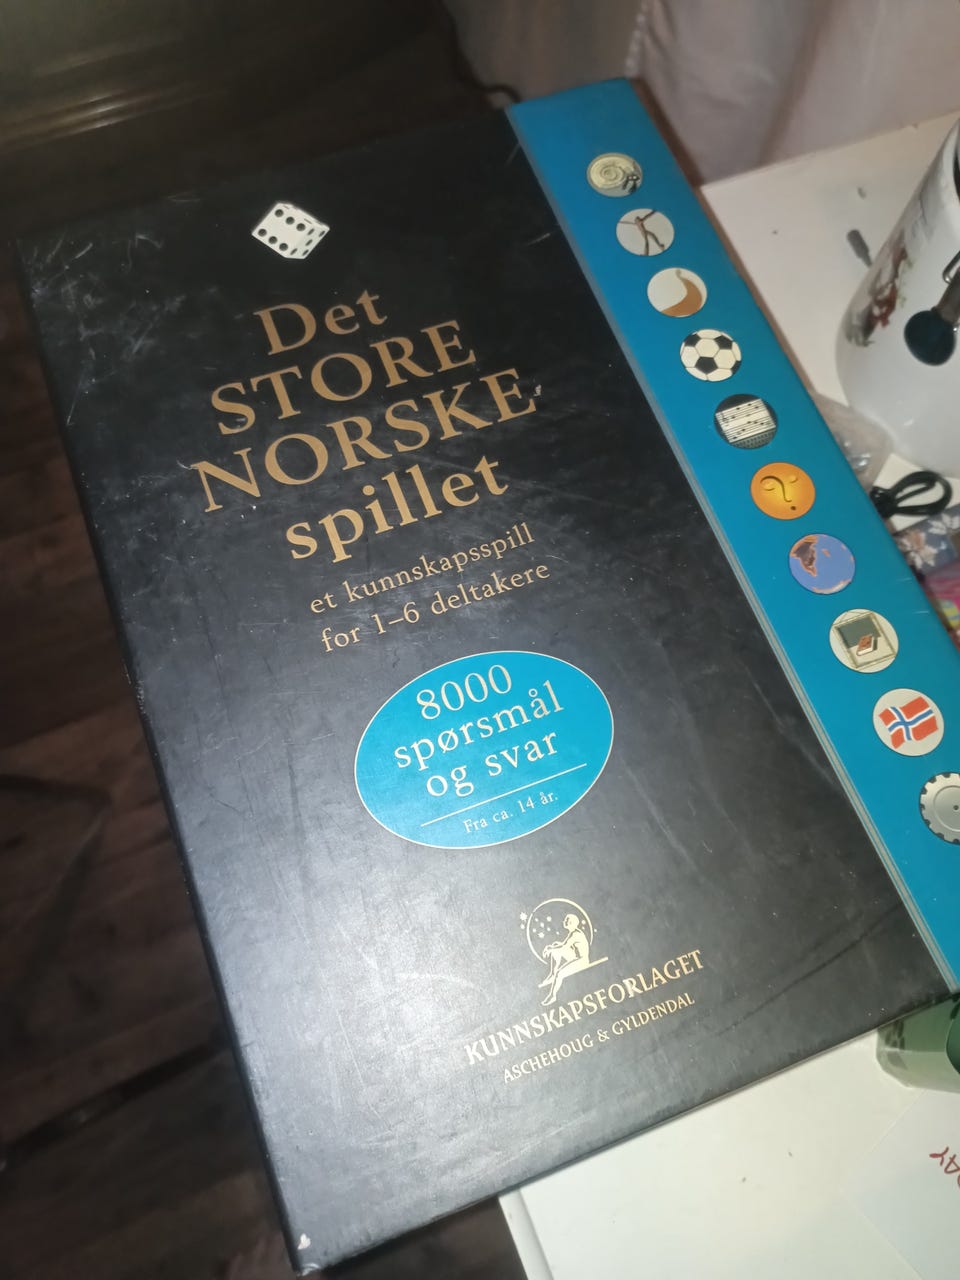 Det
STORE
NORSKE
spillet
et kunnskapsspill
for 1–6 deltakere
8000
spørsmål
og svar
Fra ca. 14 år.
KUNNSKAPSFORLAGET
ASCHEHOUG & GYLDENDAL